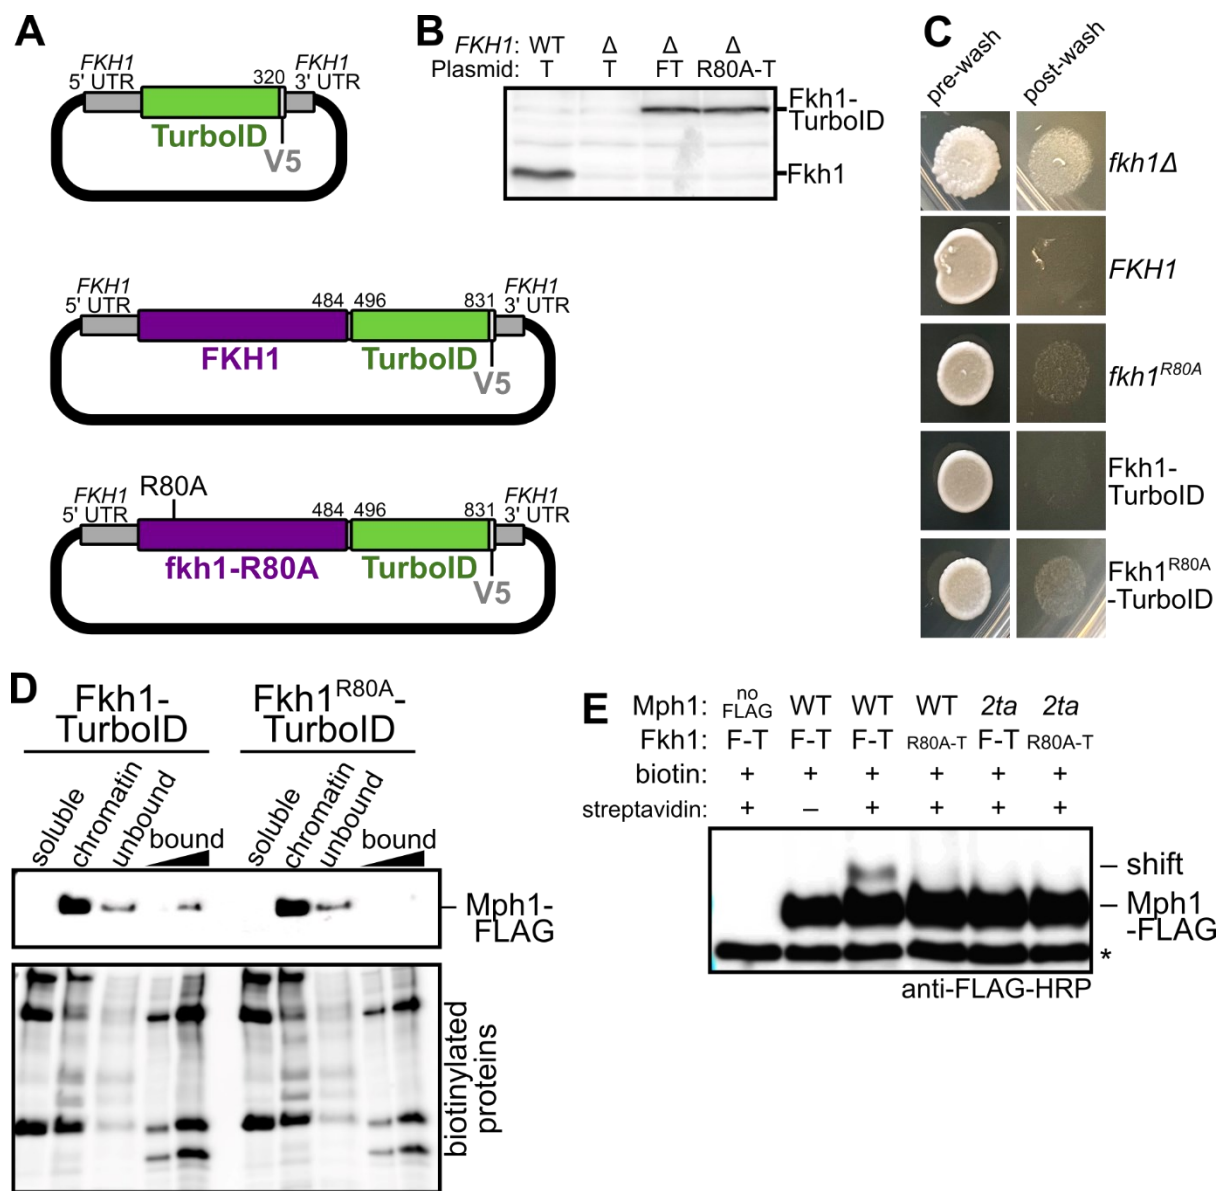 A
FKH1
5' UTR
320
FKH1
3' UTR
TurboID
V5
FKH1
5' UTR
484
496
831
FKH1
3' UTR
FKH1
TurboID
V5
R80A
FKH1
5' UTR
484
496
831
FKH1
3' UTR
fkh1-R80A
TurboID
V5
B
FKH1: WT Δ Δ Δ
Plasmid: T T FT R80A-T
Fkh1-
TurboID
Fkh1
C
pre-wash
post-wash
fkh1Δ
FKH1
fkh1R80A
Fkh1-
TurboID
Fkh1R80A
-TurboID
D
Fkh1-
TurboID
Fkh1R80A-
TurboID
soluble
chromatin
unbound
bound
soluble
chromatin
unbound
bound
Mph1-
FLAG
biotinylated
proteins
E
Mph1: no FLAG WT WT WT 2ta 2ta
Fkh1: F-T F-T F-T R80A-T F-T R80A-T
biotin: + + + + + +
streptavidin: + – + + + +
– shift
– Mph1
-FLAG
*
anti-FLAG-HRP